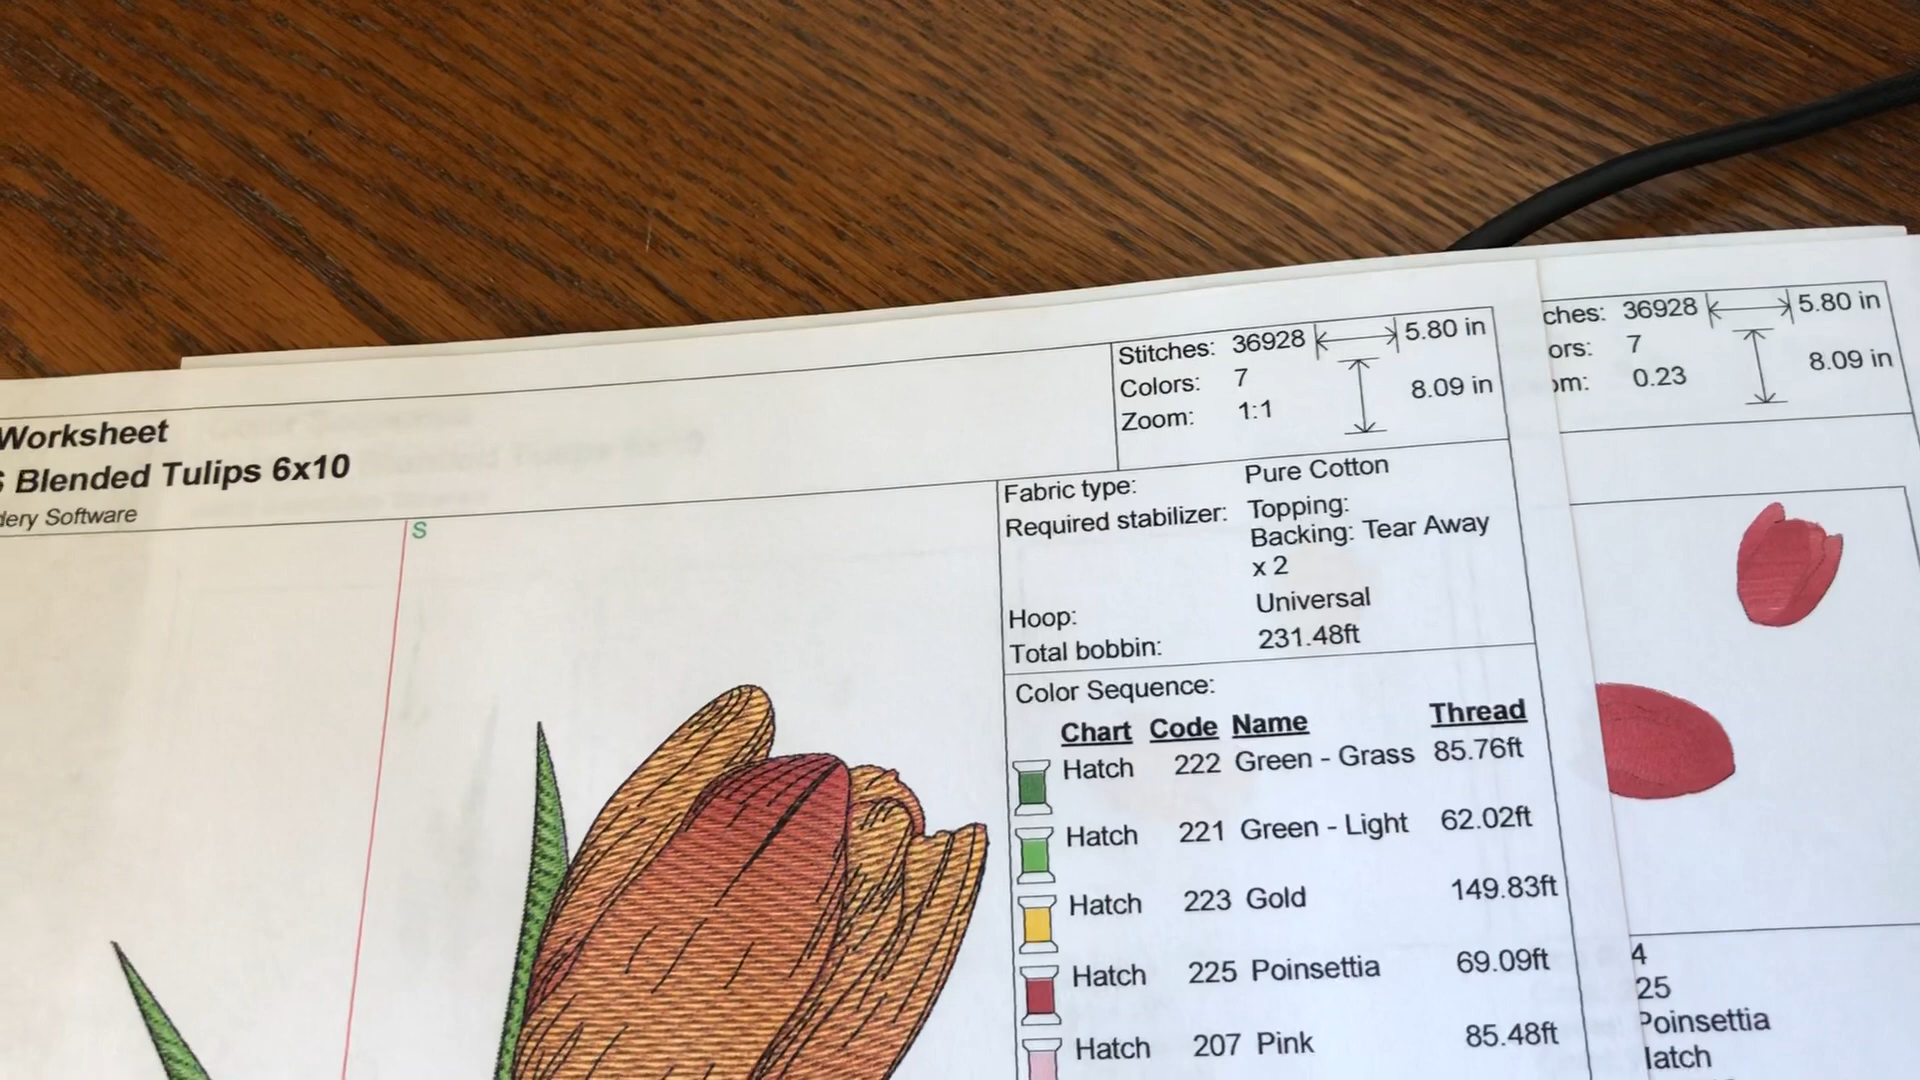 Worksheet
Blended Tulips 6x10
Software
S
Stitches: 36928 5.80 in
Colors: 7 8.09 in
Zoom: 1:1
Fabric type: Pure Cotton
Required stabilizer: Topping:
Backing: Tear Away
x 2
Hoop: Universal
Total bobbin: 231.48ft
Color Sequence:
Chart Code Name Thread
Hatch 222 Green - Grass 85.76ft
Hatch 221 Green - Light 62.02ft
Hatch 223 Gold 149.83ft
Hatch 225 Poinsettia 69.09ft
Hatch 207 Pink 85.48ft
ches: 36928 5.80 in
ors: 7 8.09 in
om: 0.23
4
25
Poinsettia
latch